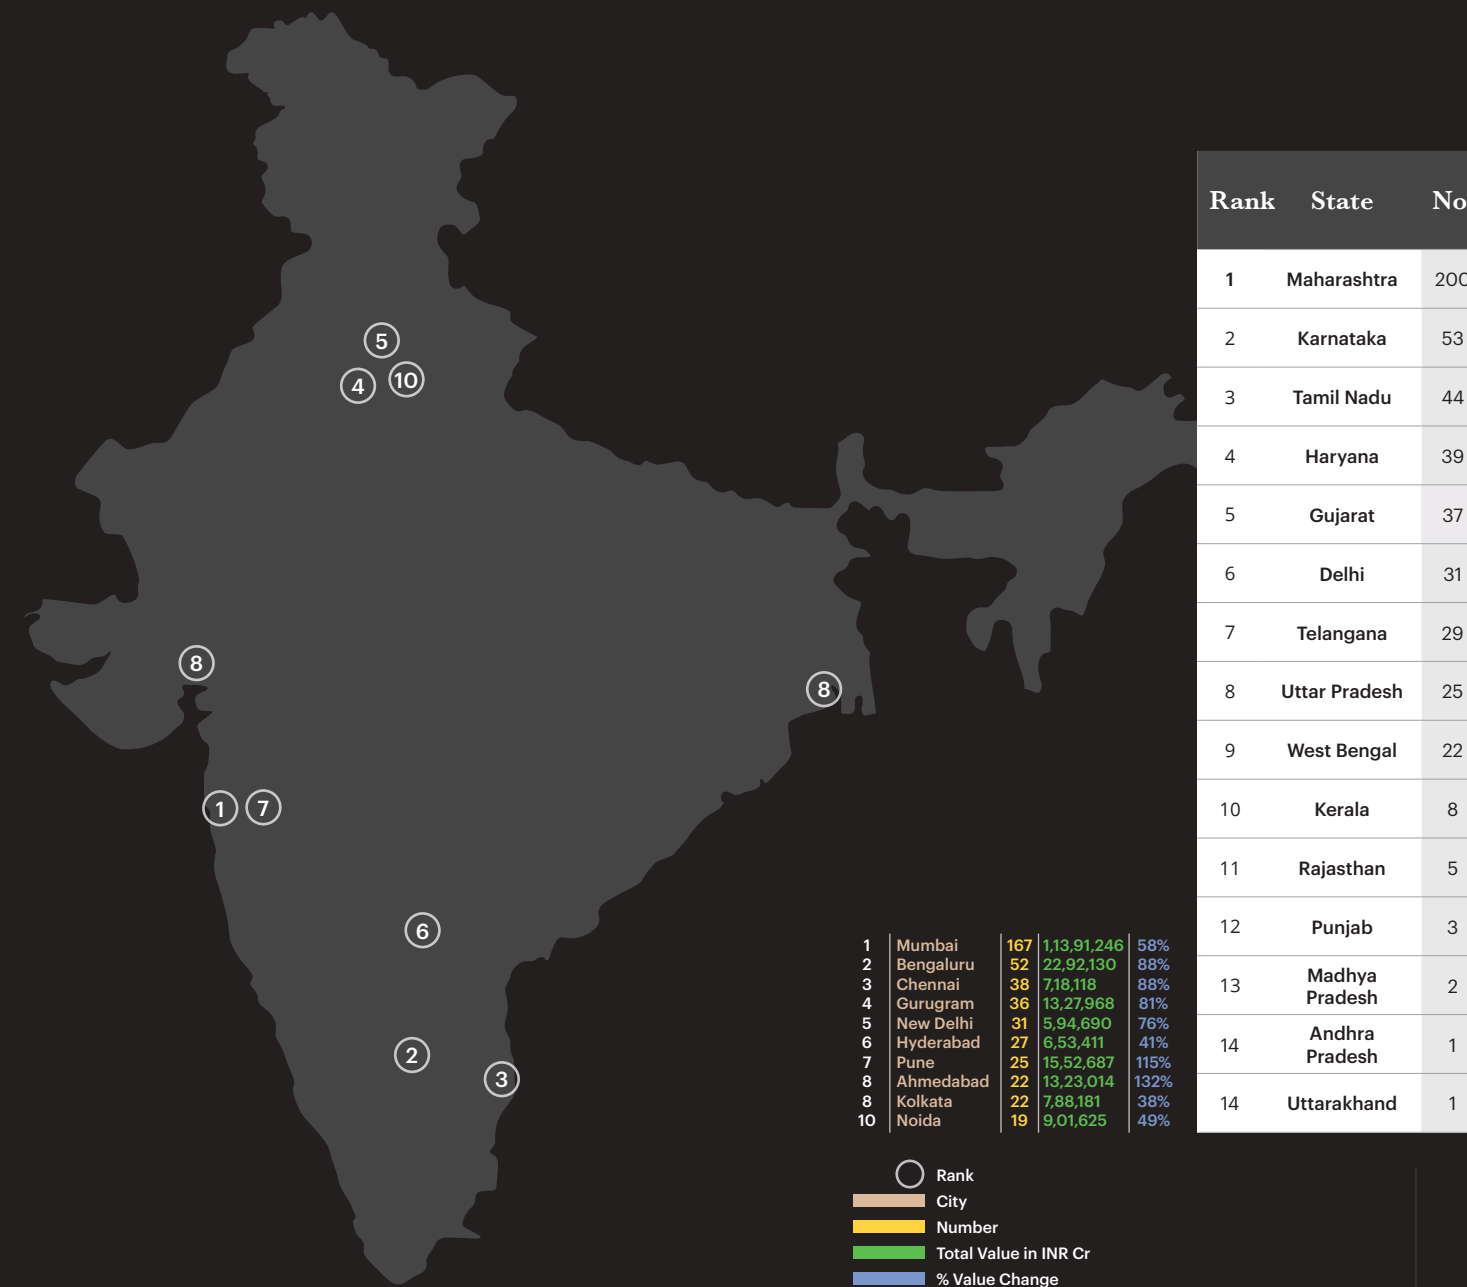 5
4 10
8
8
1 7
6
2
3
Rank State No
1 Maharashtra 200
2 Karnataka 53
3 Tamil Nadu 44
4 Haryana 39
5 Gujarat 37
6 Delhi 31
7 Telangana 29
8 Uttar Pradesh 25
9 West Bengal 22
10 Kerala 8
11 Rajasthan 5
12 Punjab 3
13 Madhya Pradesh 2
14 Andhra Pradesh 1
14 Uttarakhand 1
1 Mumbai 167 1,13,91,246 58%
2 Bengaluru 52 22,92,130 88%
3 Chennai 38 7,18,118 88%
4 Gurugram 36 13,27,968 81%
5 New Delhi 31 5,94,690 76%
6 Hyderabad 27 6,53,411 41%
7 Pune 25 15,52,687 115%
8 Ahmedabad 22 13,23,014 132%
8 Kolkata 22 7,88,181 38%
10 Noida 19 9,01,625 49%
Rank
City
Number
Total Value in INR Cr
% Value Change